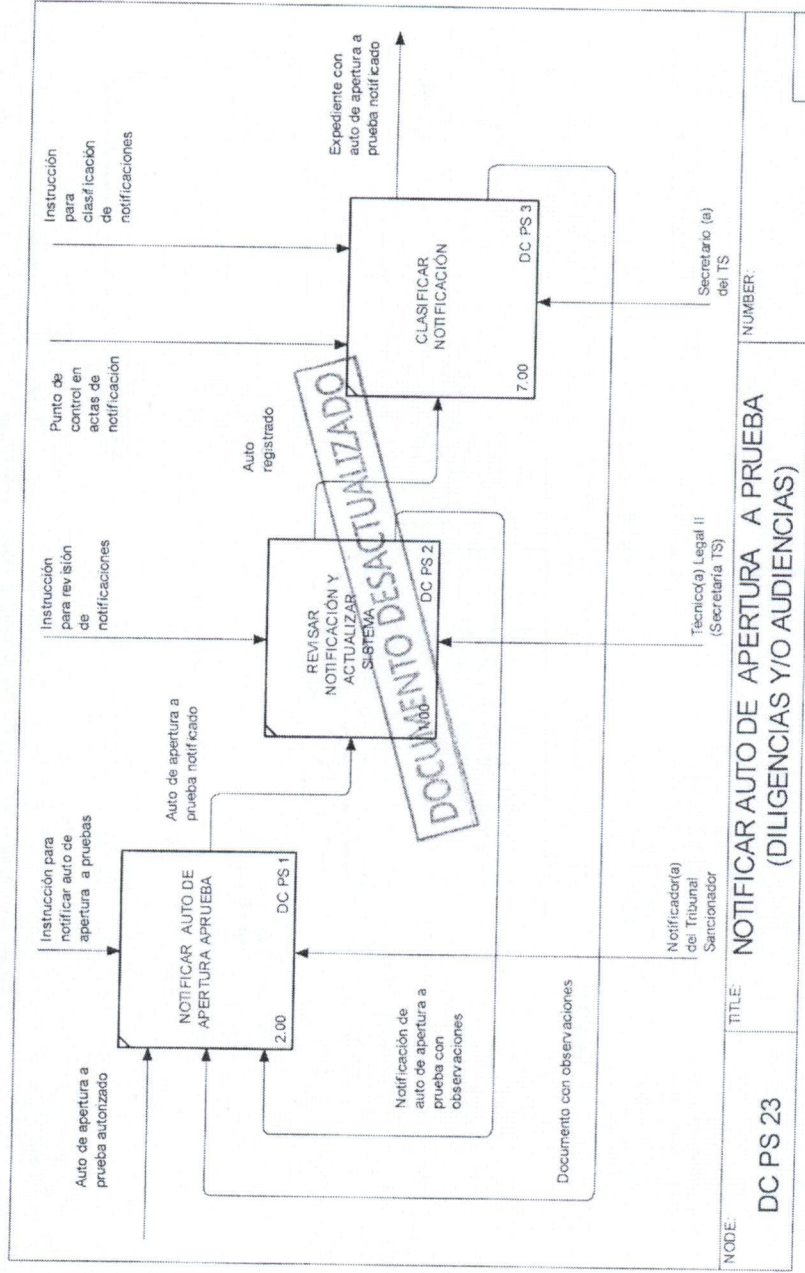 Auto de apertura a
prueba autorizado
Instrucción para
notificar auto de
apertura a pruebas
NOTIFICAR AUTO DE
APERTURA APRUEBA
2.00
DC PS 1
Auto de apertura a
prueba notificado
Notificación de
auto de apertura a
prueba con
observaciones
Documento con observaciones
Notificador(a)
del Tribunal
Sancionador
Instrucción
para revisión
de
notificaciones
REVISAR
NOTIFICACIÓN Y
ACTUALIZAR
SISTEMA
1.00
DC PS 2
Auto
registrado
DOCUMENTO DESACTUALIZADO
Técnico(a) Legal II
(Secretaría TS)
Punto de
control en
actas de
notificación
Instrucción
para
clasificación
de
notificaciones
CLASIFICAR
NOTIFICACIÓN
7.00
DC PS 3
Expediente con
auto de apertura a
prueba notificado
Secretario (a)
del TS
NODE:
DC PS 23
TITLE:
NOTIFICAR AUTO DE APERTURA A PRUEBA
(DILIGENCIAS Y/O AUDIENCIAS)
NUMBER: